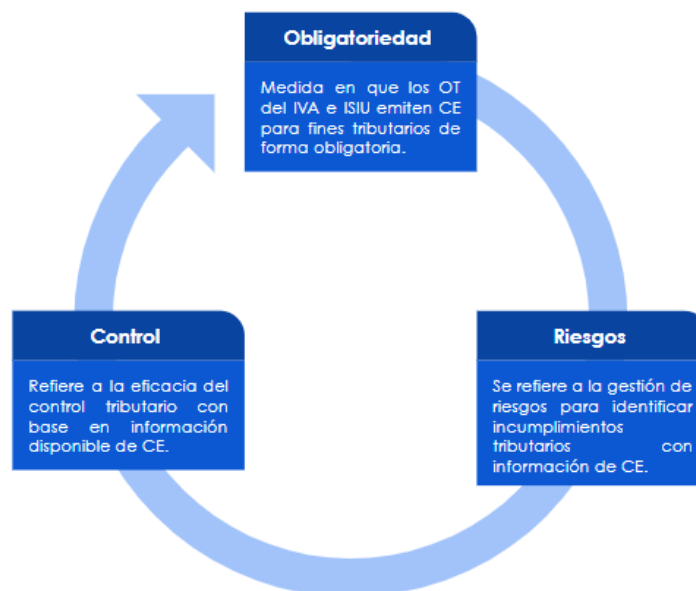 Obligatoriedad
Medida en que los OT
del IVA e ISIU emiten CE
para fines tributarios de
forma obligatoria.
Control
Refiere a la eficacia del
control tributario con
base en información
disponible de CE.
Riesgos
Se refiere a la gestión de
riesgos para identificar
incumplimientos
tributarios con
información de CE.